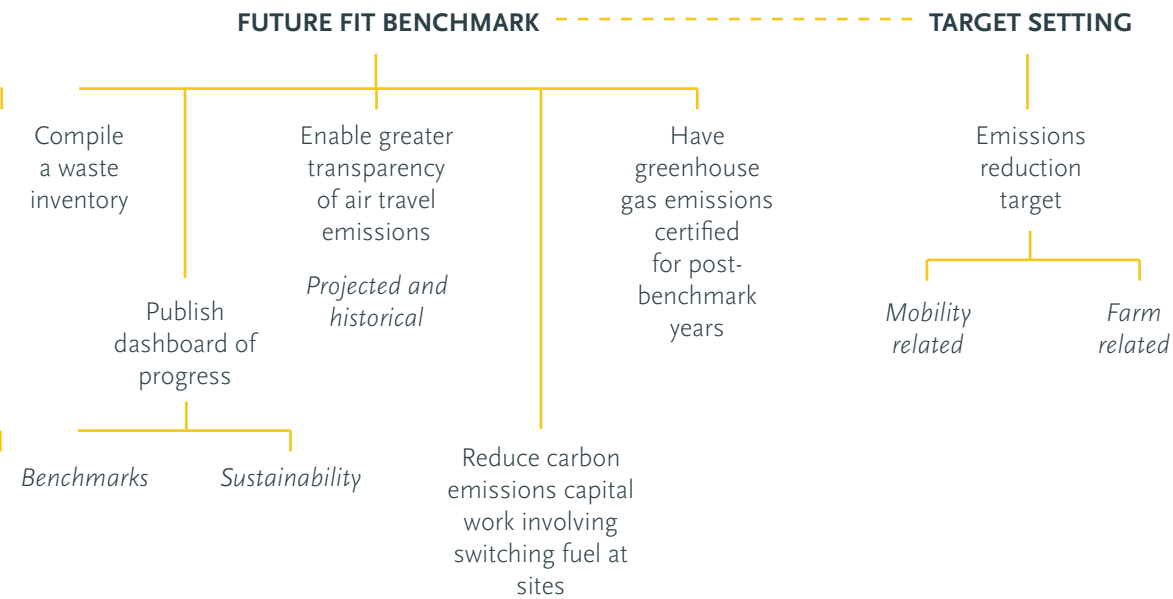 FUTURE FIT BENCHMARK
TARGET SETTING
Compile
a waste
inventory
Enable greater
transparency
of air travel
emissions
Projected and
historical
Have
greenhouse
gas emissions
certified
for post-
benchmark
years
Emissions
reduction
target
Publish
dashboard of
progress
Mobility
related
Farm
related
Benchmarks
Sustainability
Reduce carbon
emissions capital
work involving
switching fuel at
sites